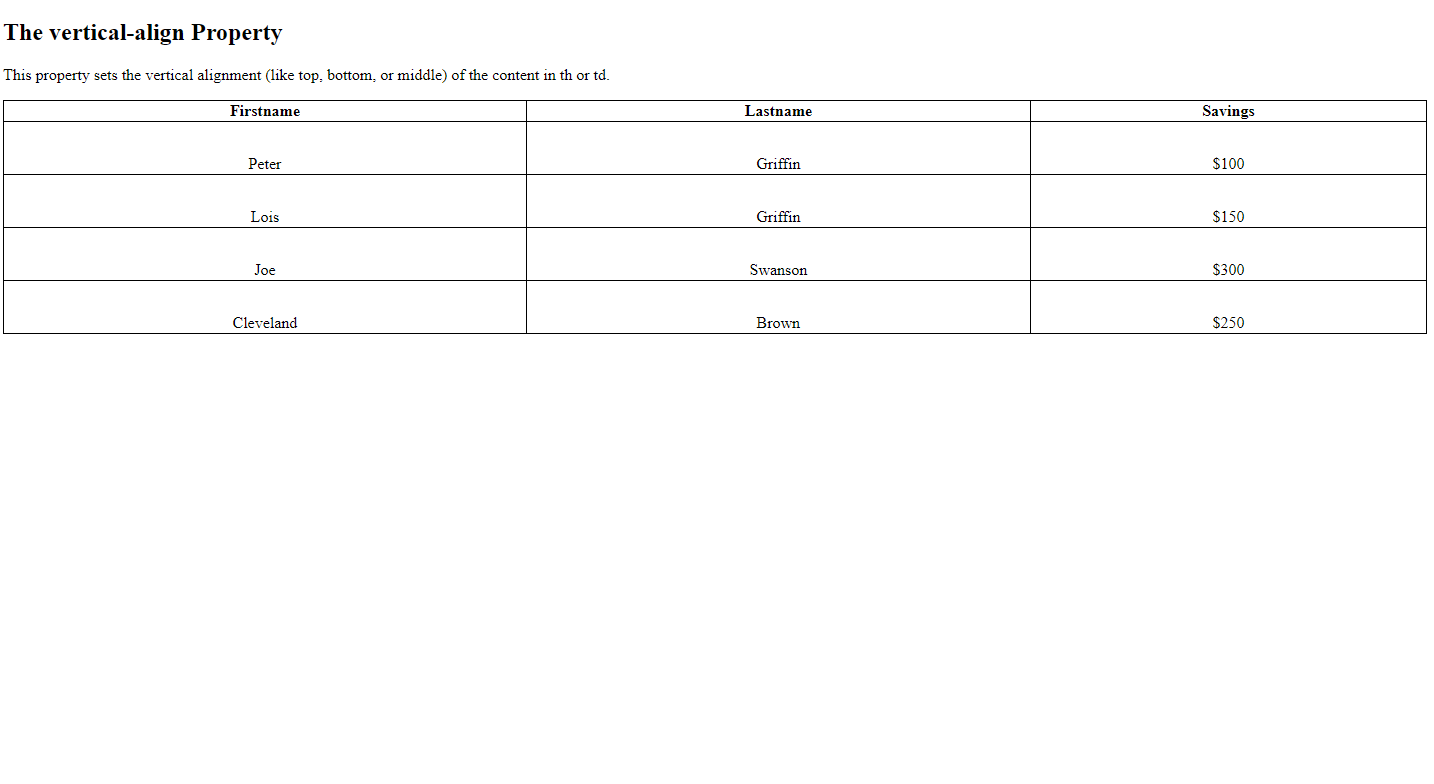 The vertical-align Property
This property sets the vertical alignment (like top, bottom, or middle) of the content in th or td.
Firstname Lastname Savings
Peter Griffin $100
Lois Griffin $150
Joe Swanson $300
Cleveland Brown $250